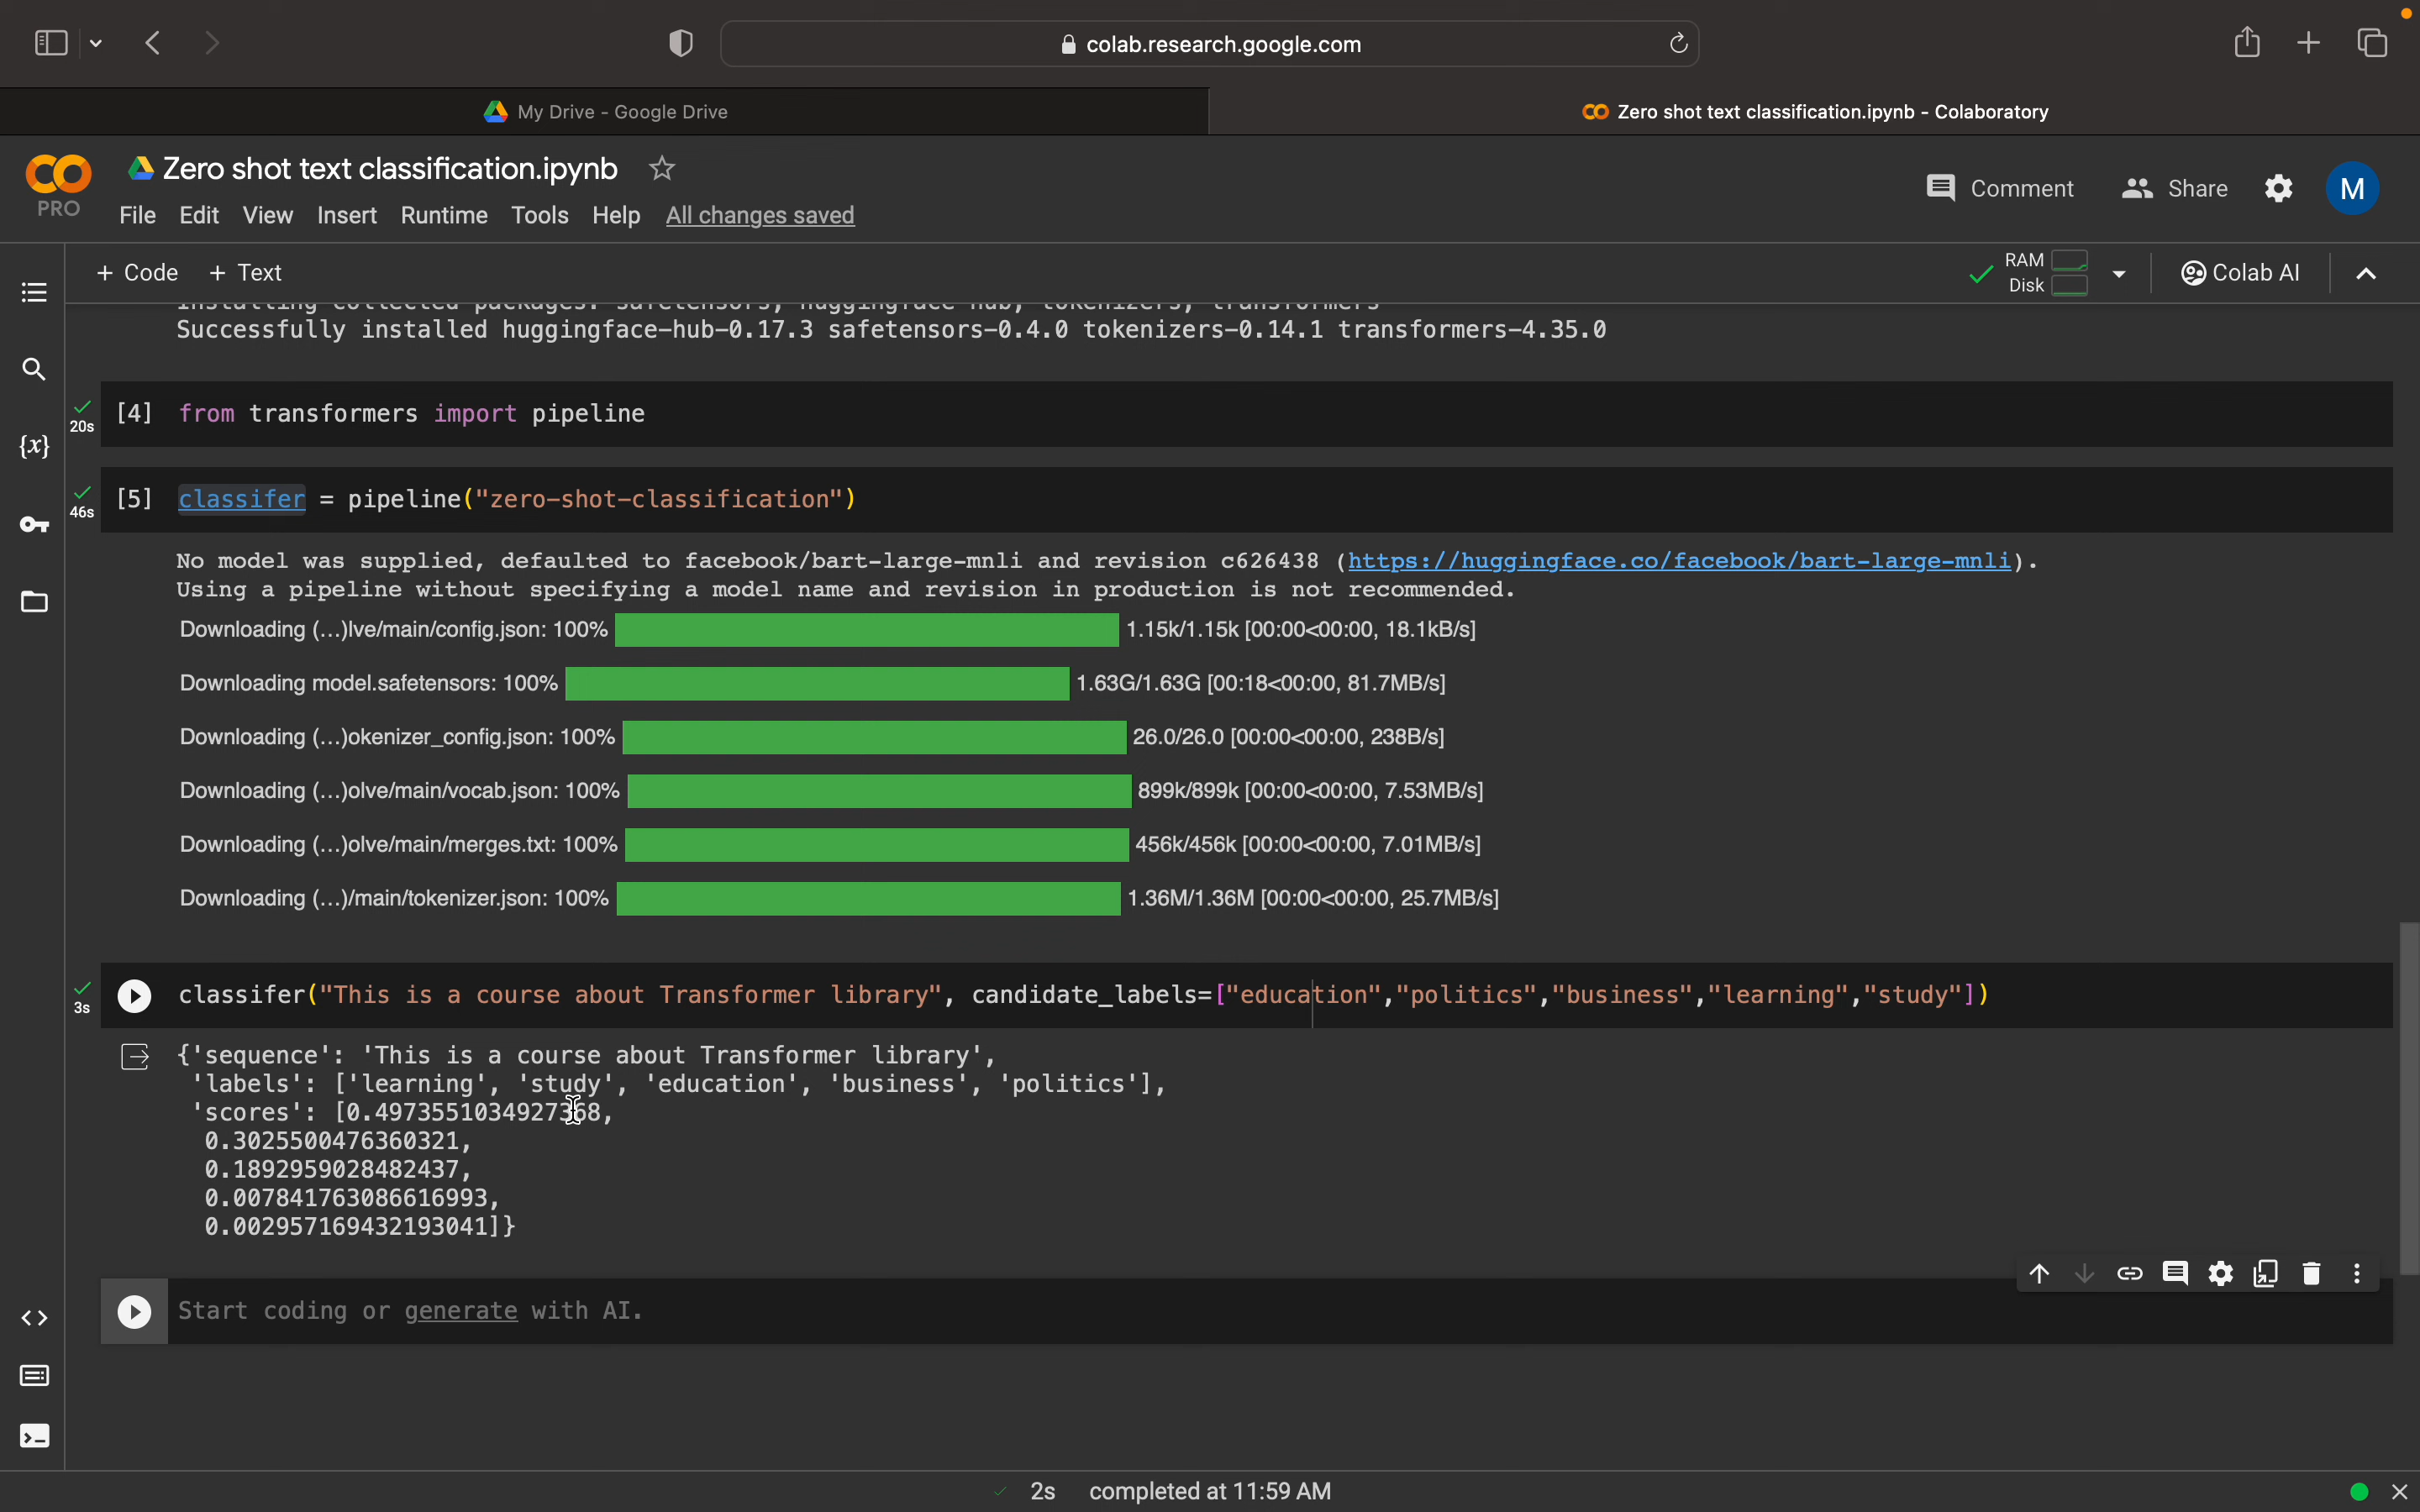 colab.research.google.com
My Drive - Google Drive
Zero shot text classification.ipynb - Colaboratory
PRO
Zero shot text classification.ipynb
File Edit View Insert Runtime Tools Help All changes saved
Comment
Share
M
+ Code + Text
RAM
Disk
Colab AI
Installing collected packages: safetensors, huggingface-hub, tokenizers, transformers
Successfully installed huggingface-hub-0.17.3 safetensors-0.4.0 tokenizers-0.14.1 transformers-4.35.0
20s
[4] from transformers import pipeline
46s
[5] classifer = pipeline("zero-shot-classification")
No model was supplied, defaulted to facebook/bart-large-mnli and revision c626438 (https://huggingface.co/facebook/bart-large-mnli).
Using a pipeline without specifying a model name and revision in production is not recommended.
Downloading (…)lve/main/config.json: 100% 1.15k/1.15k [00:00<00:00, 18.1kB/s]
Downloading model.safetensors: 100% 1.63G/1.63G [00:18<00:00, 81.7MB/s]
Downloading (…)okenizer_config.json: 100% 26.0/26.0 [00:00<00:00, 238B/s]
Downloading (…)olve/main/vocab.json: 100% 899k/899k [00:00<00:00, 7.53MB/s]
Downloading (…)olve/main/merges.txt: 100% 456k/456k [00:00<00:00, 7.01MB/s]
Downloading (…)/main/tokenizer.json: 100% 1.36M/1.36M [00:00<00:00, 25.7MB/s]
3s
classifer("This is a course about Transformer library", candidate_labels=["education","politics","business","learning","study"])
{'sequence': 'This is a course about Transformer library',
'labels': ['learning', 'study', 'education', 'business', 'politics'],
'scores': [0.4973551034927368,
0.3025500476360321,
0.1892959028482437,
0.007841763086616993,
0.002957169432193041]}
Start coding or generate with AI.
2s completed at 11:59 AM